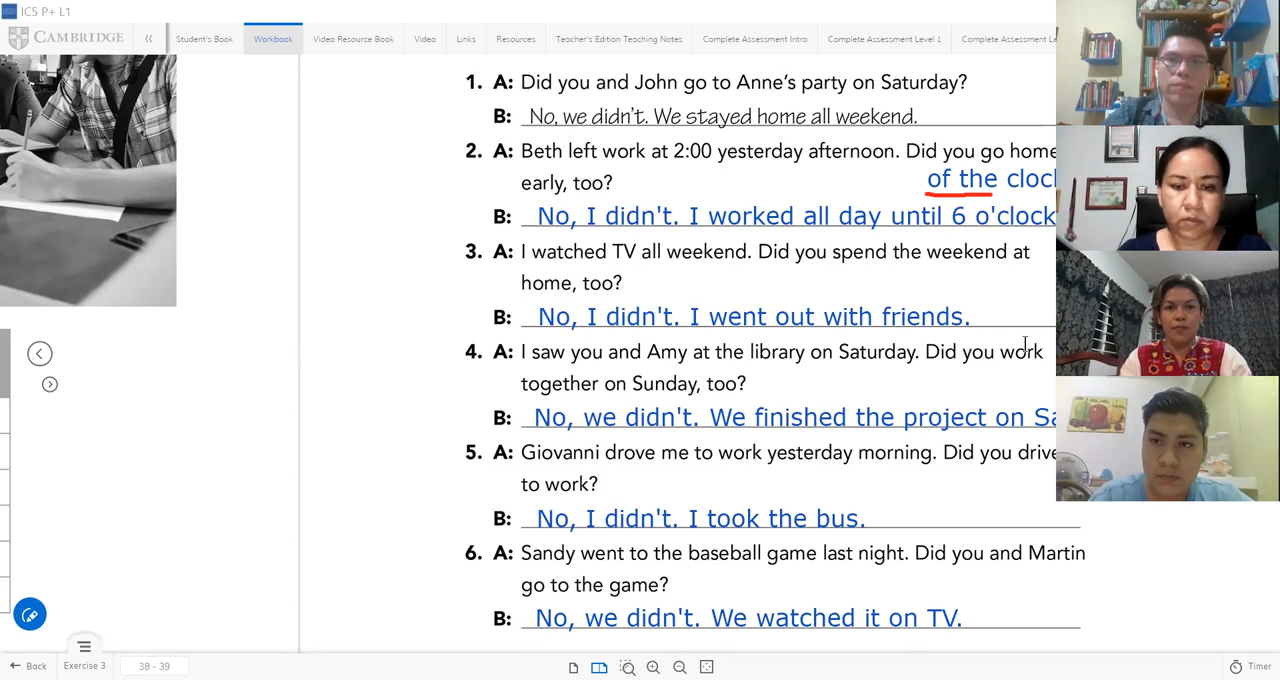 IC5 P+ L1
CAMBRIDGE
Student's Book Workbook Video Resource Book Video Links Resources Teacher's Edition Teaching Notes Complete Assessment Intro Complete Assessment Level 1 Complete Assessment Le
1. A: Did you and John go to Anne's party on Saturday?
B: No, we didn't. We stayed home all weekend.
2. A: Beth left work at 2:00 yesterday afternoon. Did you go home
early, too?
of the clock
B: No, I didn't. I worked all day until 6 o'clock
3. A: I watched TV all weekend. Did you spend the weekend at
home, too?
B: No, I didn't. I went out with friends.
4. A: I saw you and Amy at the library on Saturday. Did you work
together on Sunday, too?
B: No, we didn't. We finished the project on Sa
5. A: Giovanni drove me to work yesterday morning. Did you drive
to work?
B: No, I didn't. I took the bus.
6. A: Sandy went to the baseball game last night. Did you and Martin
go to the game?
B: No, we didn't. We watched it on TV.
Back Exercise 3 38 - 39 Timer